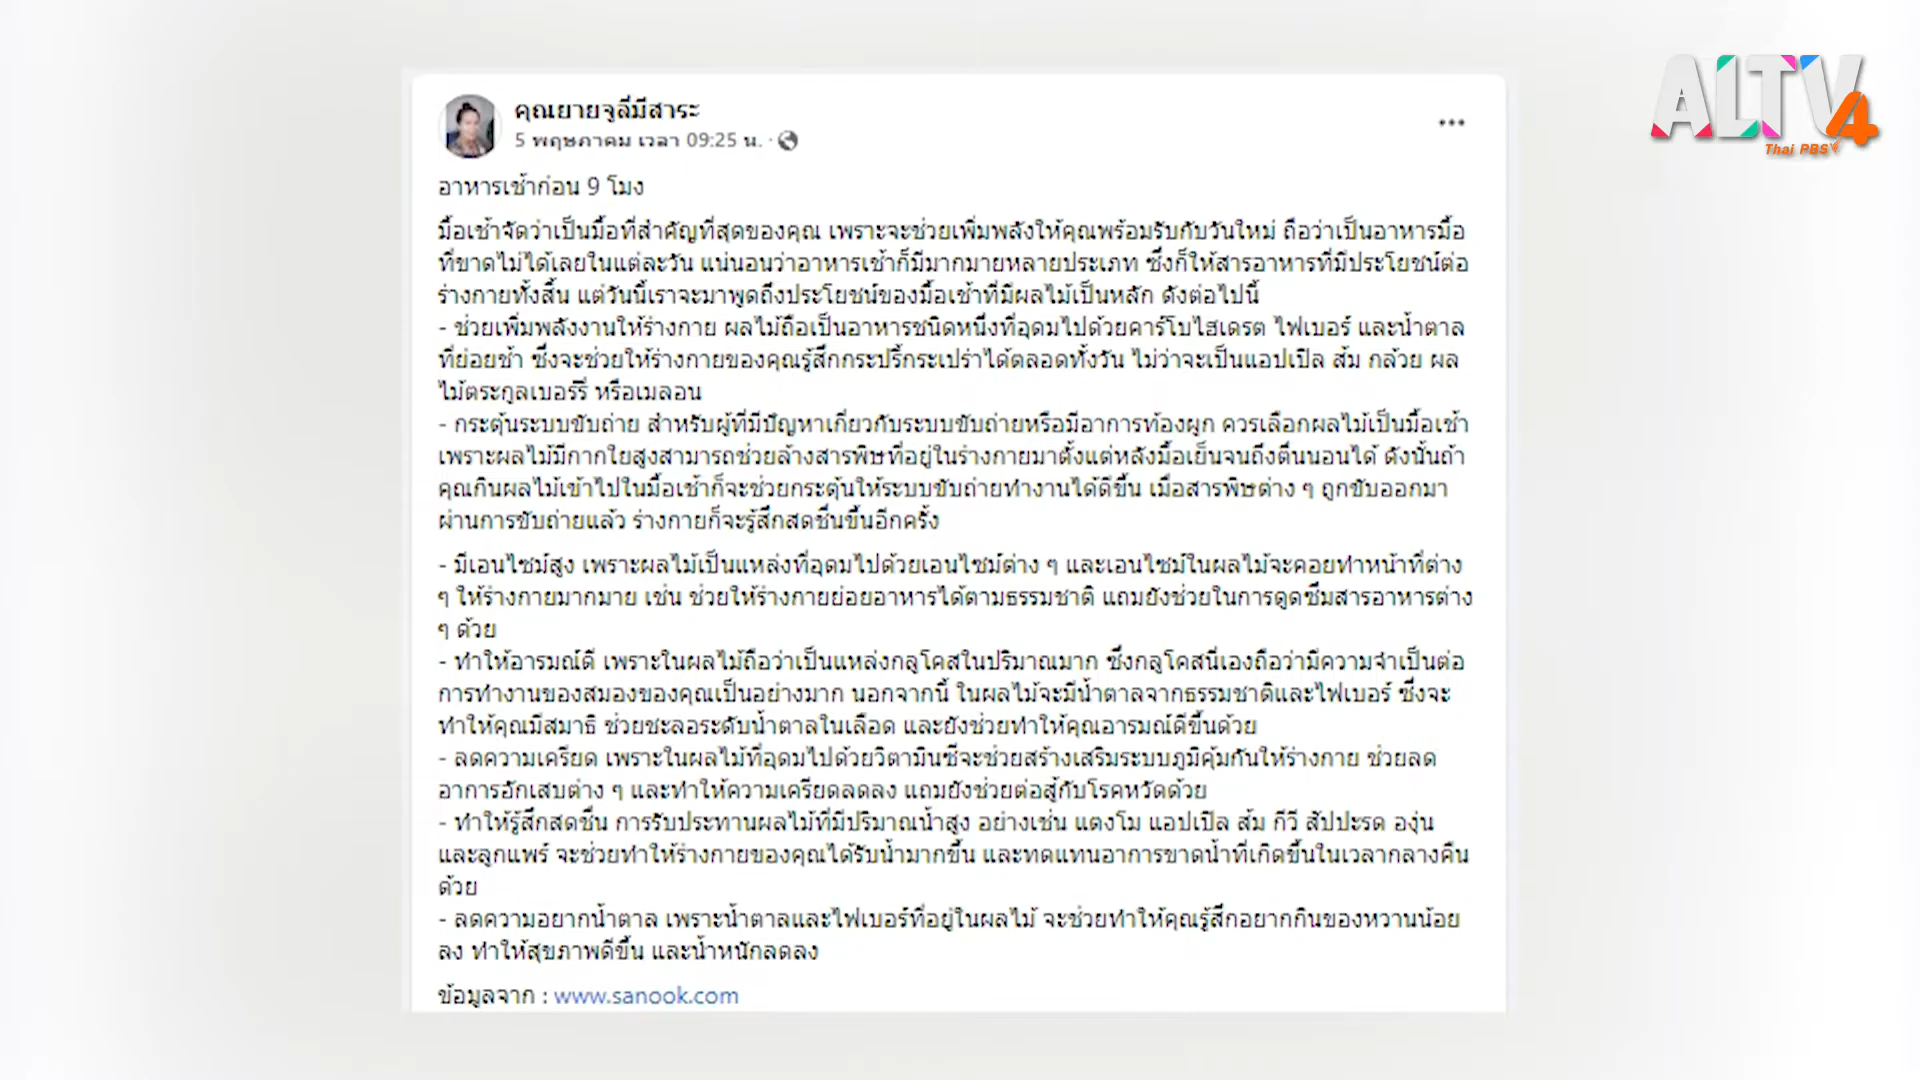 ALTV4
Thai PBS
คุณยายจูลี่มีสาระ
5 พฤษภาคม เวลา 09:25 น. ·
อาหารเช้าก่อน 9 โมง
มื้อเช้าจัดว่าเป็นมื้อที่สำคัญที่สุดของคุณ เพราะจะช่วยเพิ่มพลังให้คุณพร้อมรับกับวันใหม่ ถือว่าเป็นอาหารมื้อ
ที่ขาดไม่ได้เลยในแต่ละวัน แน่นอนว่าอาหารเช้าก็มีมากมายหลายประเภท ซึ่งก็ให้สารอาหารที่มีประโยชน์ต่อ
ร่างกายทั้งสิ้น แต่วันนี้เราจะมาพูดถึงประโยชน์ของมื้อเช้าที่มีผลไม้เป็นหลัก ดังต่อไปนี้
- ช่วยเพิ่มพลังงานให้ร่างกาย ผลไม้ถือเป็นอาหารชนิดหนึ่งที่อุดมไปด้วยคาร์โบไฮเดรต ไฟเบอร์ และน้ำตาล
ที่ย่อยช้า ซึ่งจะช่วยให้ร่างกายของคุณรู้สึกกระปรี้กระเปร่าได้ตลอดทั้งวัน ไม่ว่าจะเป็นแอปเปิล ส้ม กล้วย ผล
ไม้ตระกูลเบอร์รี่ หรือเมลอน
- กระตุ้นระบบขับถ่าย สำหรับผู้ที่มีปัญหาเกี่ยวกับระบบขับถ่ายหรือมีอาการท้องผูก ควรเลือกผลไม้เป็นมื้อเช้า
เพราะผลไม้มีกากใยสูงสามารถช่วยล้างสารพิษที่อยู่ในร่างกายมาตั้งแต่หลังมื้อเย็นจนถึงตื่นนอนได้ ดังนั้นถ้า
คุณกินผลไม้เข้าไปในมื้อเช้าก็จะช่วยกระตุ้นให้ระบบขับถ่ายทำงานได้ดีขึ้น เมื่อสารพิษต่าง ๆ ถูกขับออกมา
ผ่านการขับถ่ายแล้ว ร่างกายก็จะรู้สึกสดชื่นขึ้นอีกครั้ง
- มีเอนไซม์สูง เพราะผลไม้เป็นแหล่งที่อุดมไปด้วยเอนไซม์ต่าง ๆ และเอนไซม์ในผลไม้จะคอยทำหน้าที่ต่าง
ๆ ให้ร่างกายมากมาย เช่น ช่วยให้ร่างกายย่อยอาหารได้ตามธรรมชาติ แถมยังช่วยในการดูดซึมสารอาหารต่าง
ๆ ด้วย
- ทำให้อารมณ์ดี เพราะในผลไม้ถือว่าเป็นแหล่งกลูโคสในปริมาณมาก ซึ่งกลูโคสนี่เองถือว่ามีความจำเป็นต่อ
การทำงานของสมองของคุณเป็นอย่างมาก นอกจากนี้ ในผลไม้จะมีน้ำตาลจากธรรมชาติและไฟเบอร์ ซึ่งจะ
ทำให้คุณมีสมาธิ ช่วยชะลอระดับน้ำตาลในเลือด และยังช่วยทำให้คุณอารมณ์ดีขึ้นด้วย
- ลดความเครียด เพราะในผลไม้ที่อุดมไปด้วยวิตามินซีจะช่วยสร้างเสริมระบบภูมิคุ้มกันให้ร่างกาย ช่วยลด
อาการอักเสบต่าง ๆ และทำให้ความเครียดลดลง แถมยังช่วยต่อสู้กับโรคหวัดด้วย
- ทำให้รู้สึกสดชื่น การรับประทานผลไม้ที่มีปริมาณน้ำสูง อย่างเช่น แตงโม แอปเปิล ส้ม กีวี สัปปะรด องุ่น
และลูกแพร์ จะช่วยทำให้ร่างกายของคุณได้รับน้ำมากขึ้น และทดแทนอาการขาดน้ำที่เกิดขึ้นในเวลากลางคืน
ด้วย
- ลดความอยากน้ำตาล เพราะน้ำตาลและไฟเบอร์ที่อยู่ในผลไม้ จะช่วยทำให้คุณรู้สึกอยากกินของหวานน้อย
ลง ทำให้สุขภาพดีขึ้น และน้ำหนักลดลง
ข้อมูลจาก : www.sanook.com